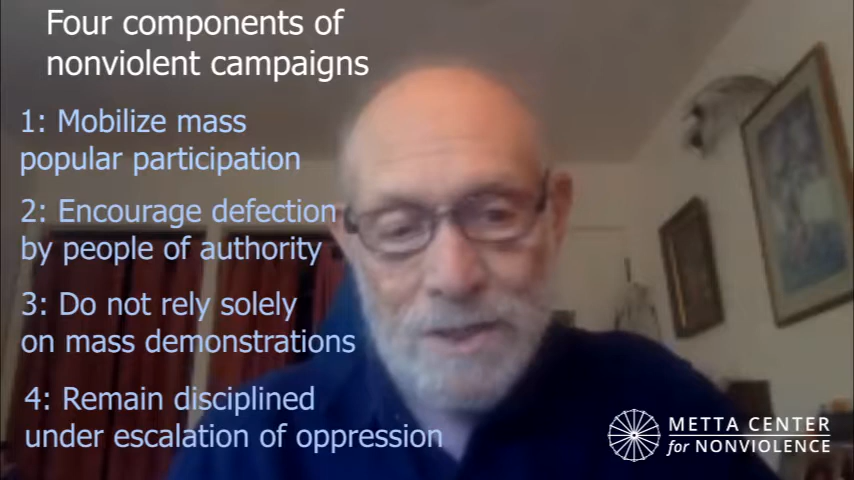 Four components of
nonviolent campaigns
1: Mobilize mass
popular participation
2: Encourage defection
by people of authority
3: Do not rely solely
on mass demonstrations
4: Remain disciplined
under escalation of oppression
METTA CENTER
for NONVIOLENCE